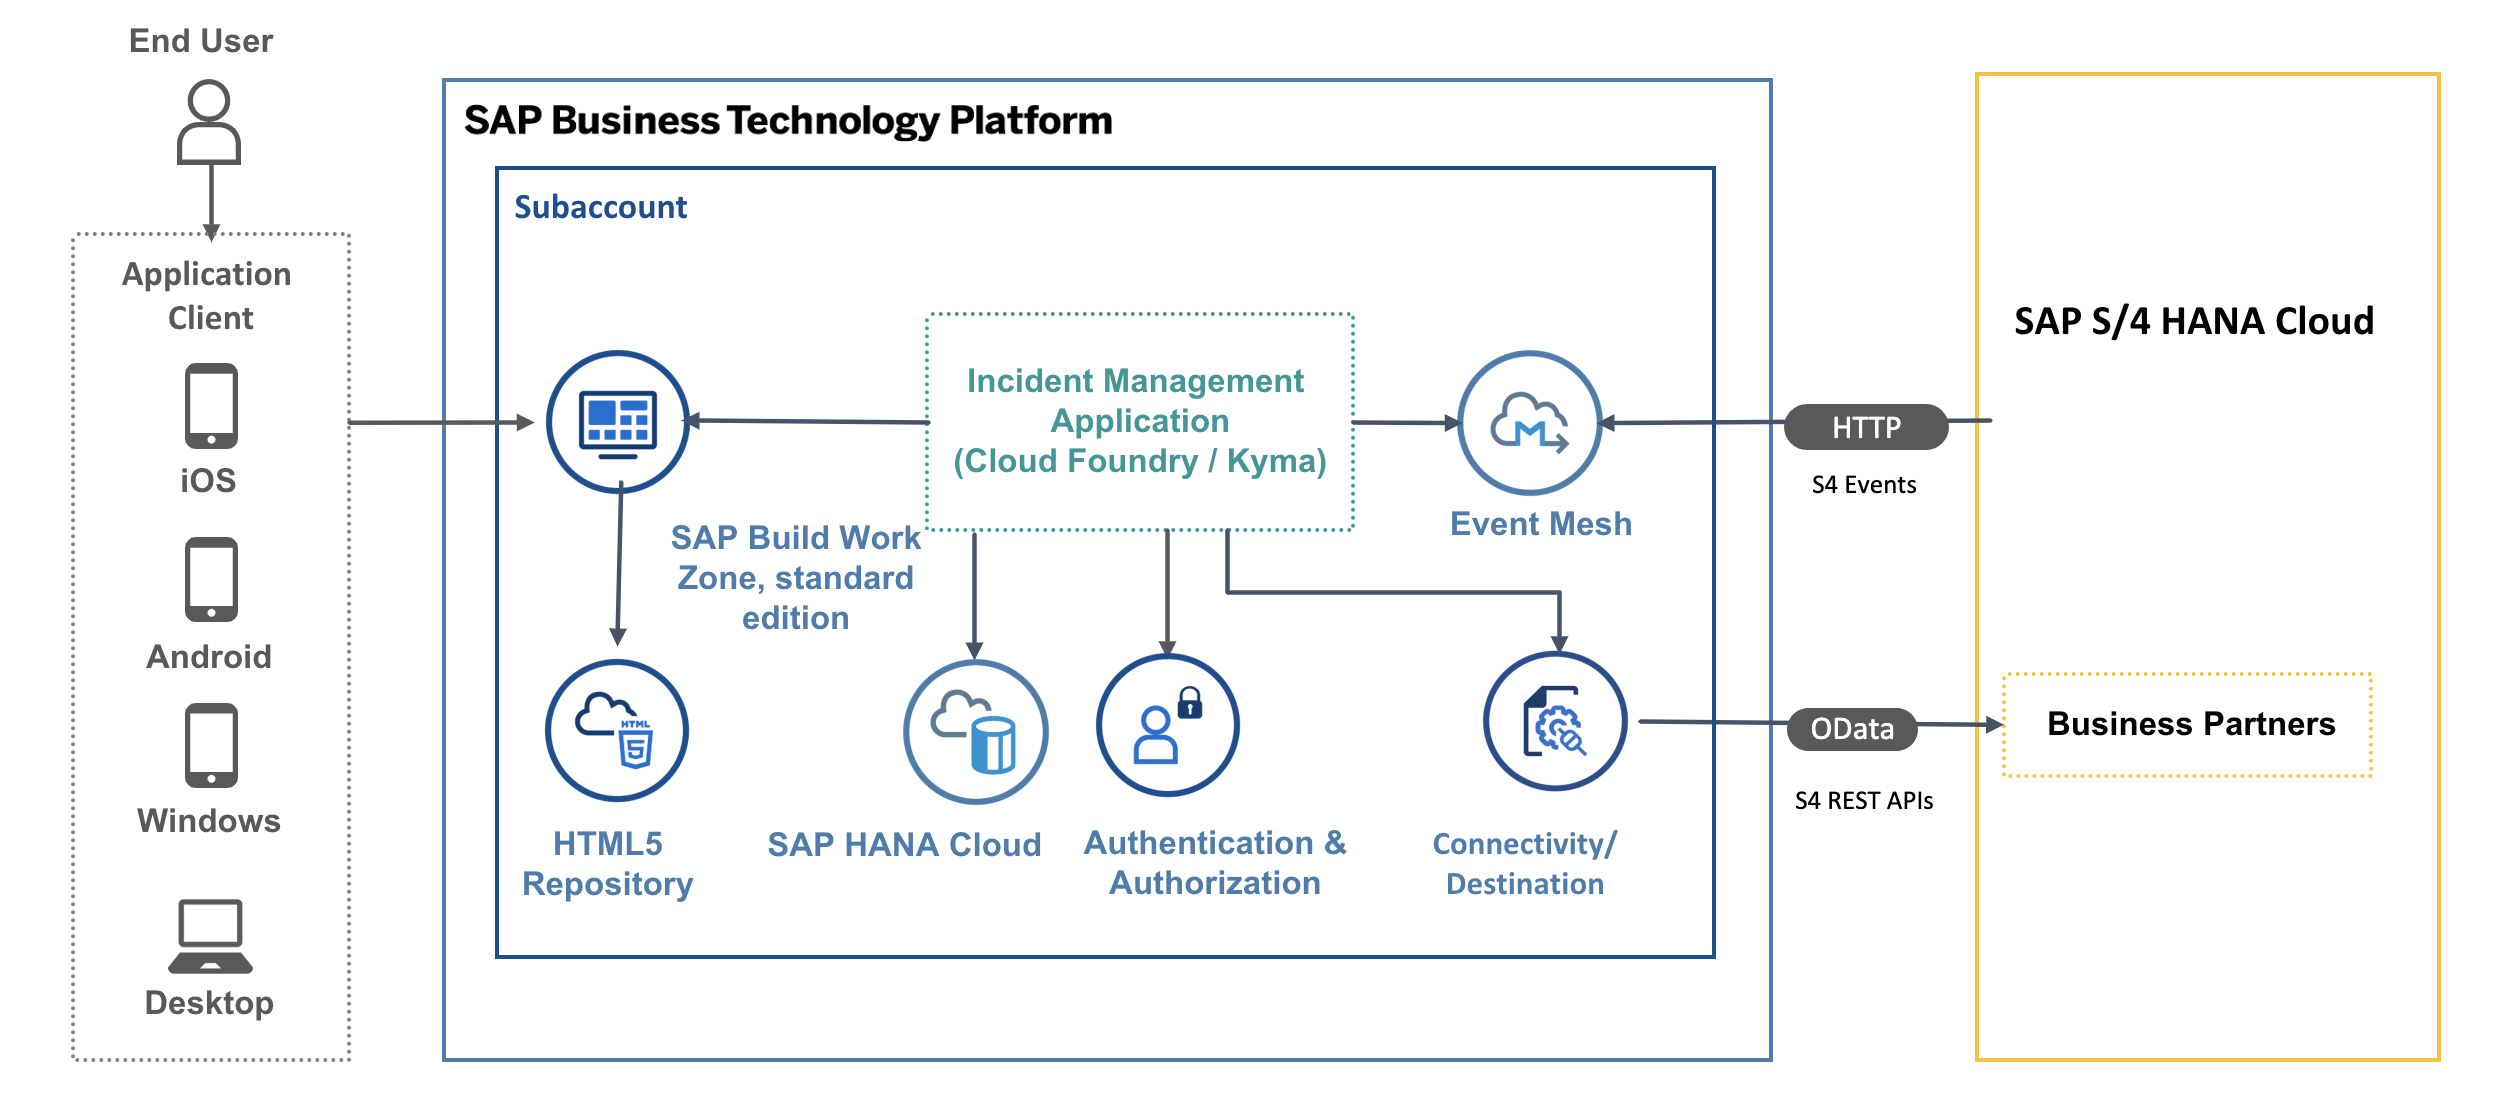 End User
Application
Client
iOS
Android
Windows
Desktop
SAP Business Technology Platform
Subaccount
Incident Management
Application
(Cloud Foundry / Kyma)
SAP Build Work
Zone, standard
edition
Event Mesh
HTML
HTML5
Repository
SAP HANA Cloud
Authentication &
Authorization
Connectivity/
Destination
HTTP
S4 Events
OData
S4 REST APIs
SAP S/4 HANA Cloud
Business Partners